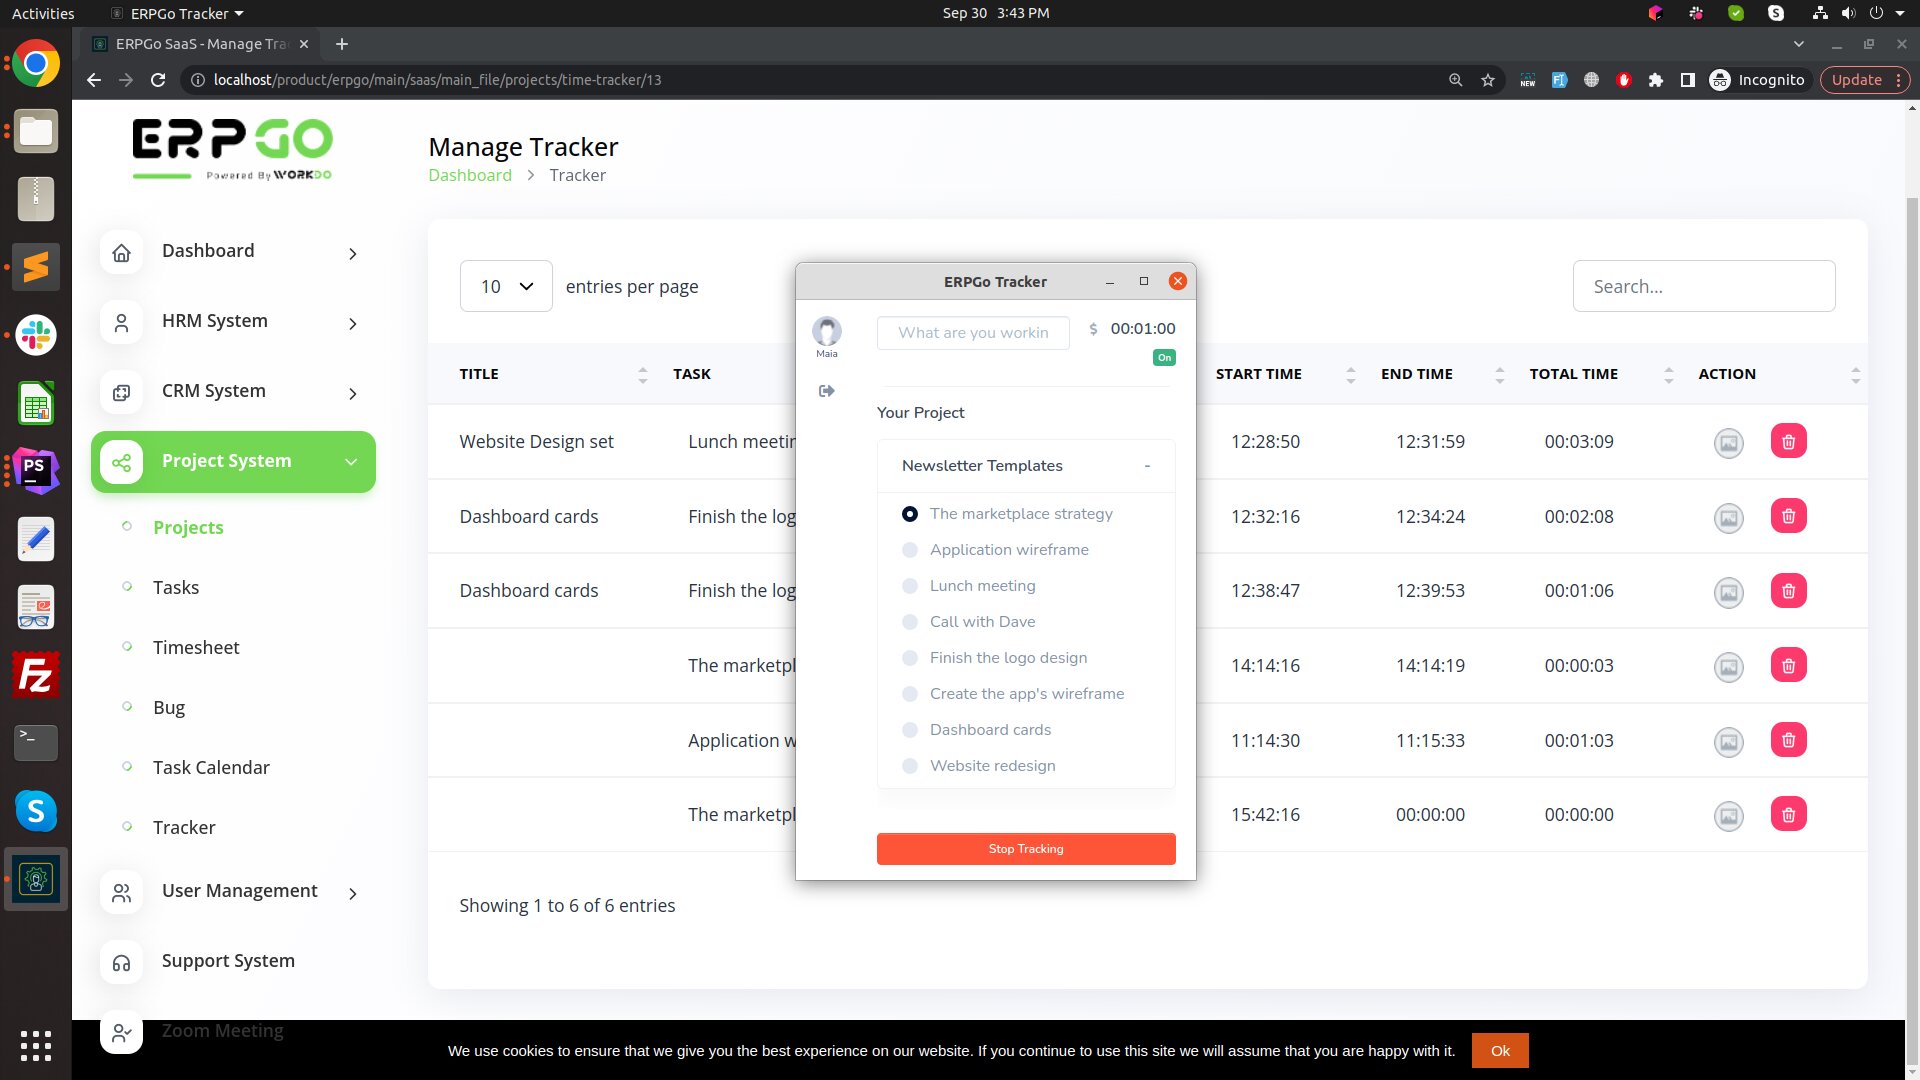 Activities
ERPGo Tracker
Sep 30 3:43 PM
ERPGo SaaS - Manage Tra
localhost/product/erpgo/main/saas/main_file/projects/time-tracker/13
NEW
Incognito
Update
ERPGO
Powered By WORKDO
Manage Tracker
Dashboard > Tracker
Dashboard
HRM System
CRM System
Project System
Projects
Tasks
Timesheet
Bug
Task Calendar
Tracker
User Management
Support System
Zoom Meeting
10 entries per page
Search...
TITLE TASK START TIME END TIME TOTAL TIME ACTION
Website Design set Lunch meetin 12:28:50 12:31:59 00:03:09
Dashboard cards Finish the log 12:32:16 12:34:24 00:02:08
Dashboard cards Finish the log 12:38:47 12:39:53 00:01:06
The marketpl 14:14:16 14:14:19 00:00:03
Application w 11:14:30 11:15:33 00:01:03
The marketpl 15:42:16 00:00:00 00:00:00
Showing 1 to 6 of 6 entries
ERPGo Tracker
Maia
What are you workin
$ 00:01:00
On
Your Project
Newsletter Templates -
The marketplace strategy
Application wireframe
Lunch meeting
Call with Dave
Finish the logo design
Create the app's wireframe
Dashboard cards
Website redesign
Stop Tracking
We use cookies to ensure that we give you the best experience on our website. If you continue to use this site we will assume that you are happy with it.
Ok
PS
Fz
>_
S